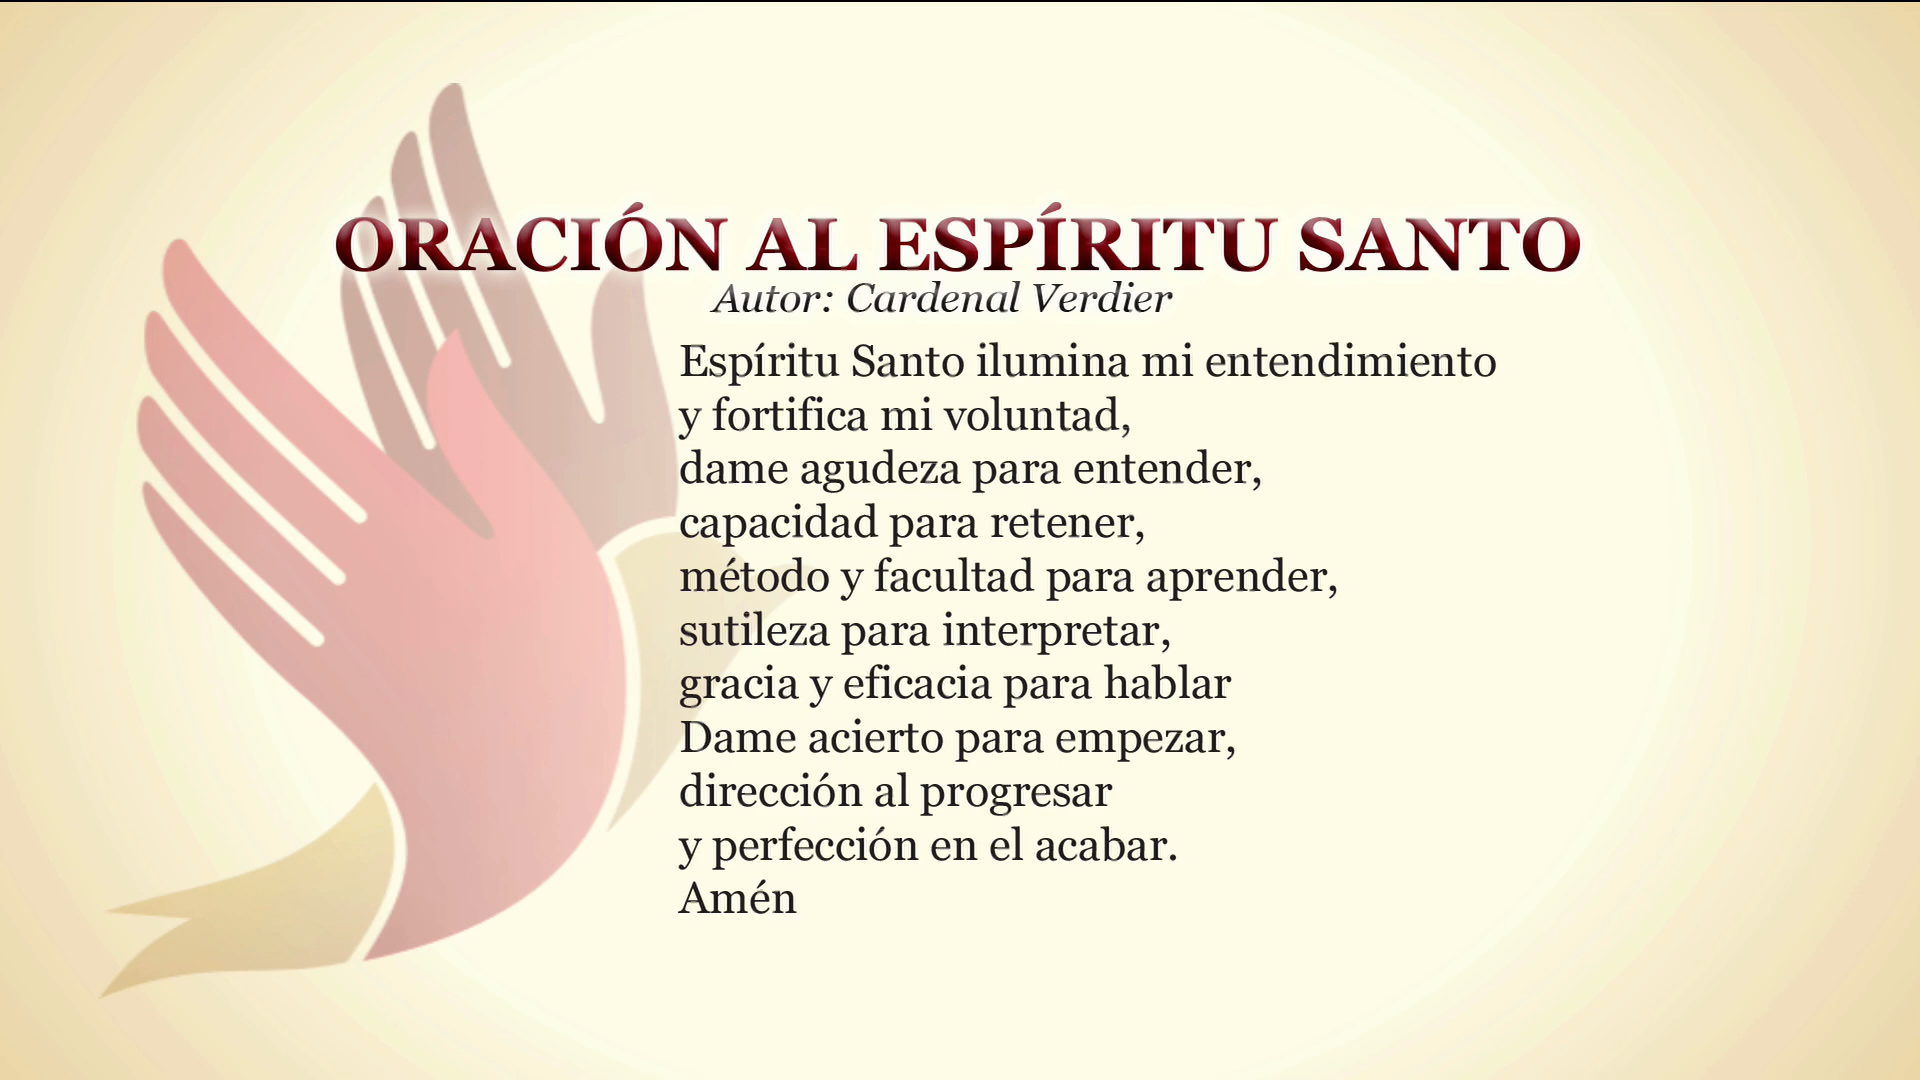 ORACIÓN AL ESPÍRITU SANTO
Autor: Cardenal Verdier
Espíritu Santo ilumina mi entendimiento
y fortifica mi voluntad,
dame agudeza para entender,
capacidad para retener,
método y facultad para aprender,
sutileza para interpretar,
gracia y eficacia para hablar
Dame acierto para empezar,
dirección al progresar
y perfección en el acabar.
Amén